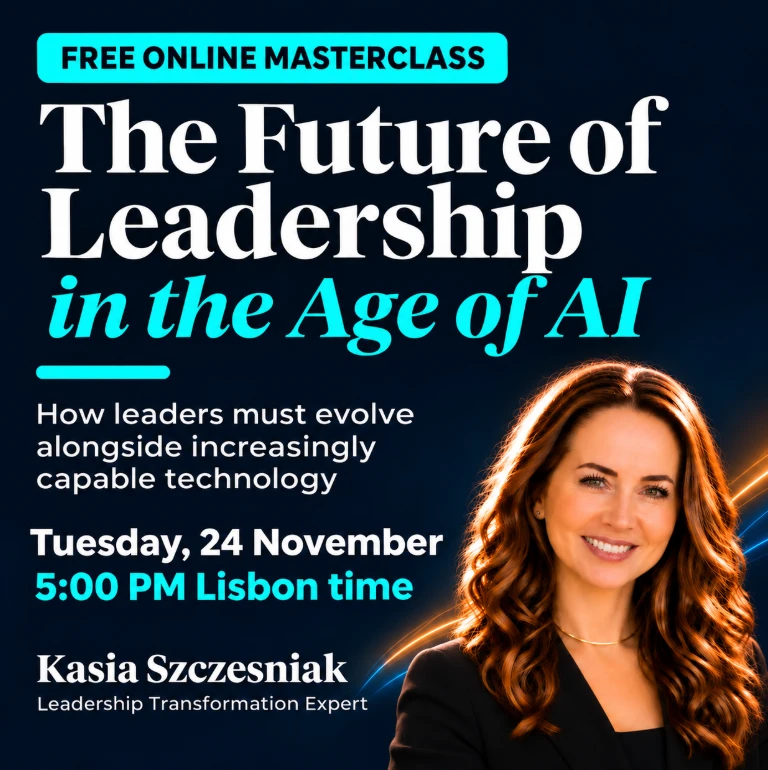 FREE ONLINE MASTERCLASS
The Future of
Leadership
in the Age of AI
How leaders must evolve
alongside increasingly
capable technology
Tuesday, 24 November
5:00 PM Lisbon time
Kasia Szczesniak
Leadership Transformation Expert